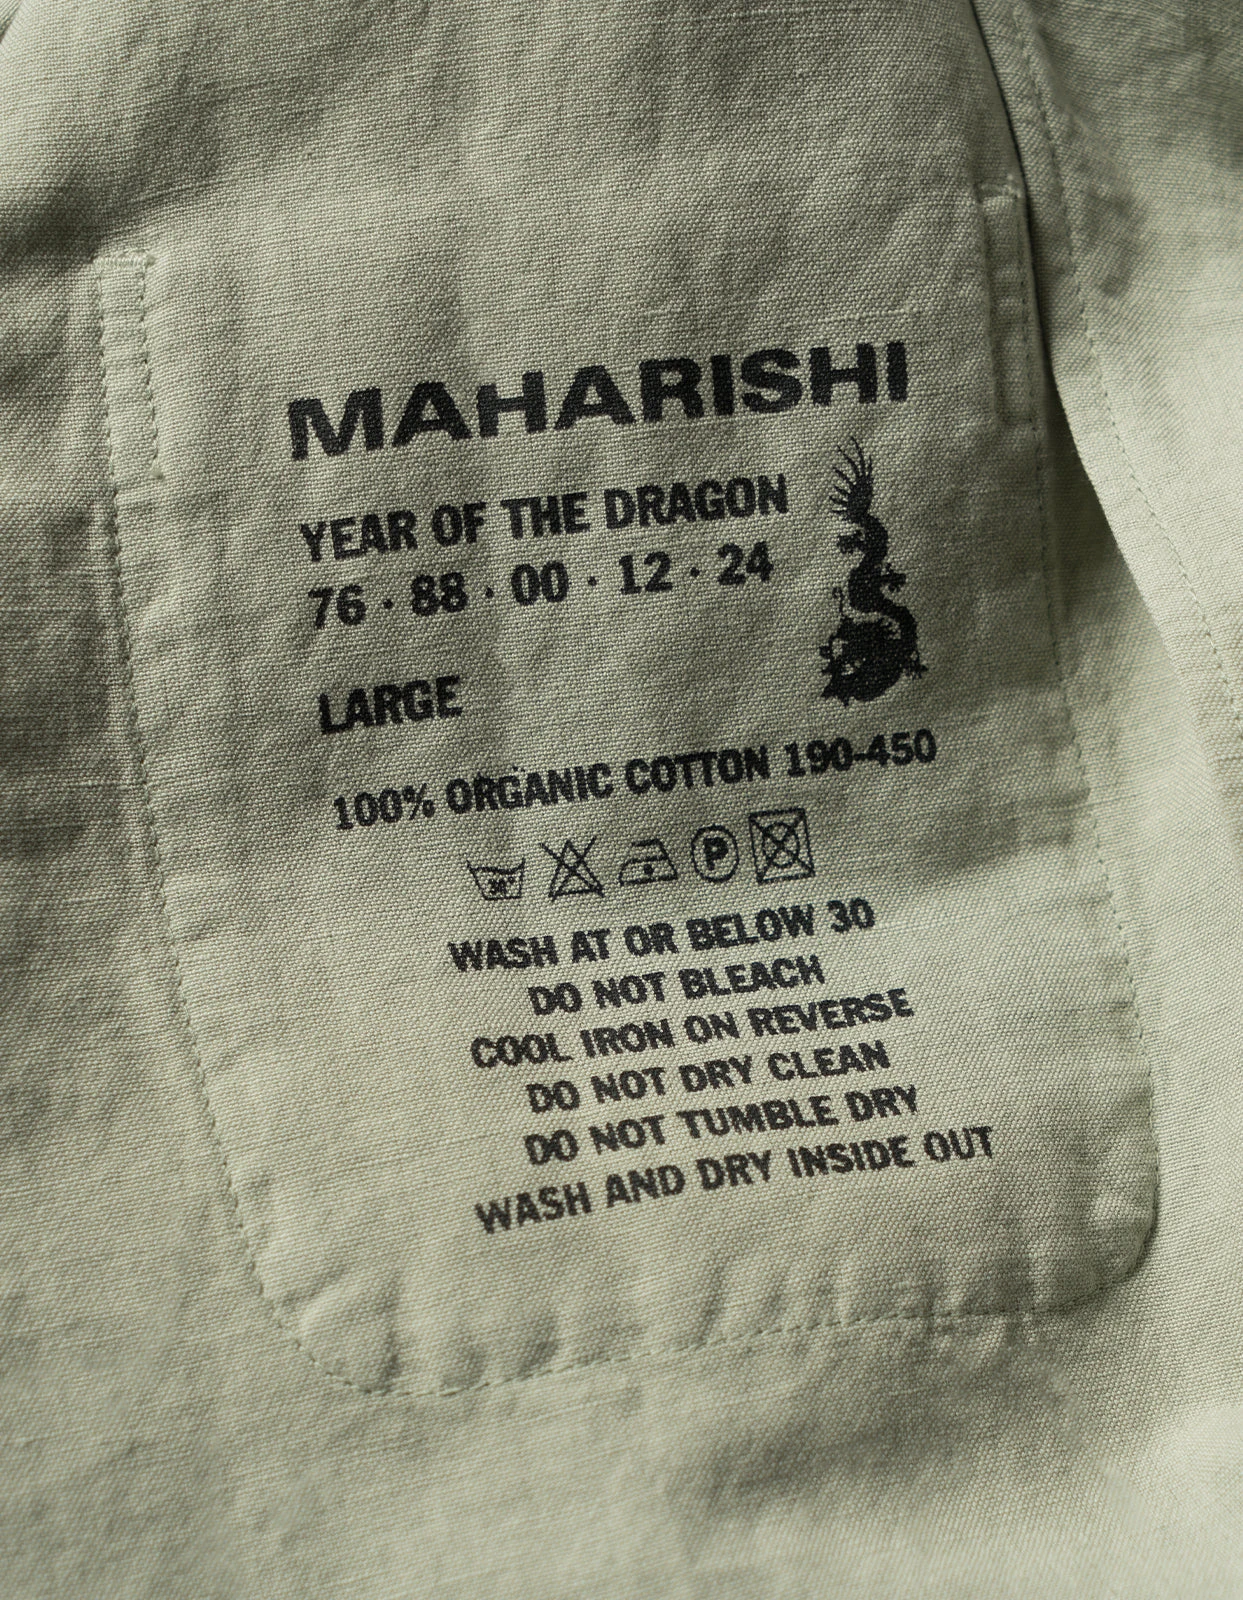 MAHARISHI
YEAR OF THE DRAGON
76 · 88 · 00 · 12 · 24
LARGE
100% ORGANIC COTTON 190-450
30° P
WASH AT OR BELOW 30
DO NOT BLEACH
COOL IRON ON REVERSE
DO NOT DRY CLEAN
DO NOT TUMBLE DRY
WASH AND DRY INSIDE OUT